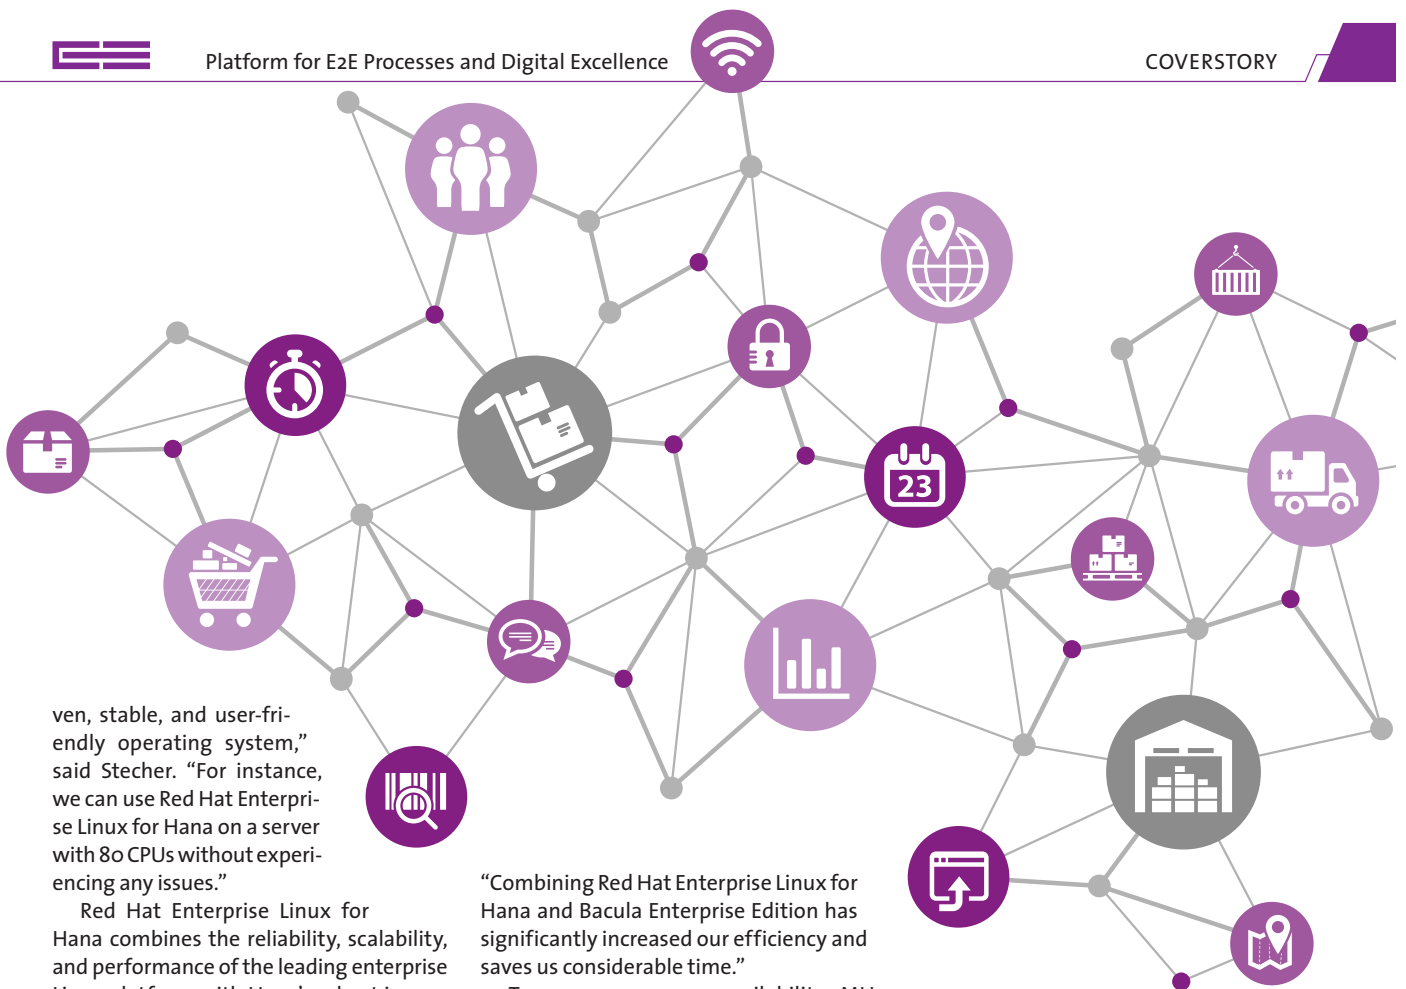 Platform for E2E Processes and Digital Excellence
COVERSTORY
23
ven, stable, and user-fri-
endly operating system,”
said Stecher. “For instance,
we can use Red Hat Enterpri-
se Linux for Hana on a server
with 80 CPUs without experi-
encing any issues.”
Red Hat Enterprise Linux for
Hana combines the reliability, scalability,
and performance of the leading enterprise
“Combining Red Hat Enterprise Linux for
Hana and Bacula Enterprise Edition has
significantly increased our efficiency and
saves us considerable time.”